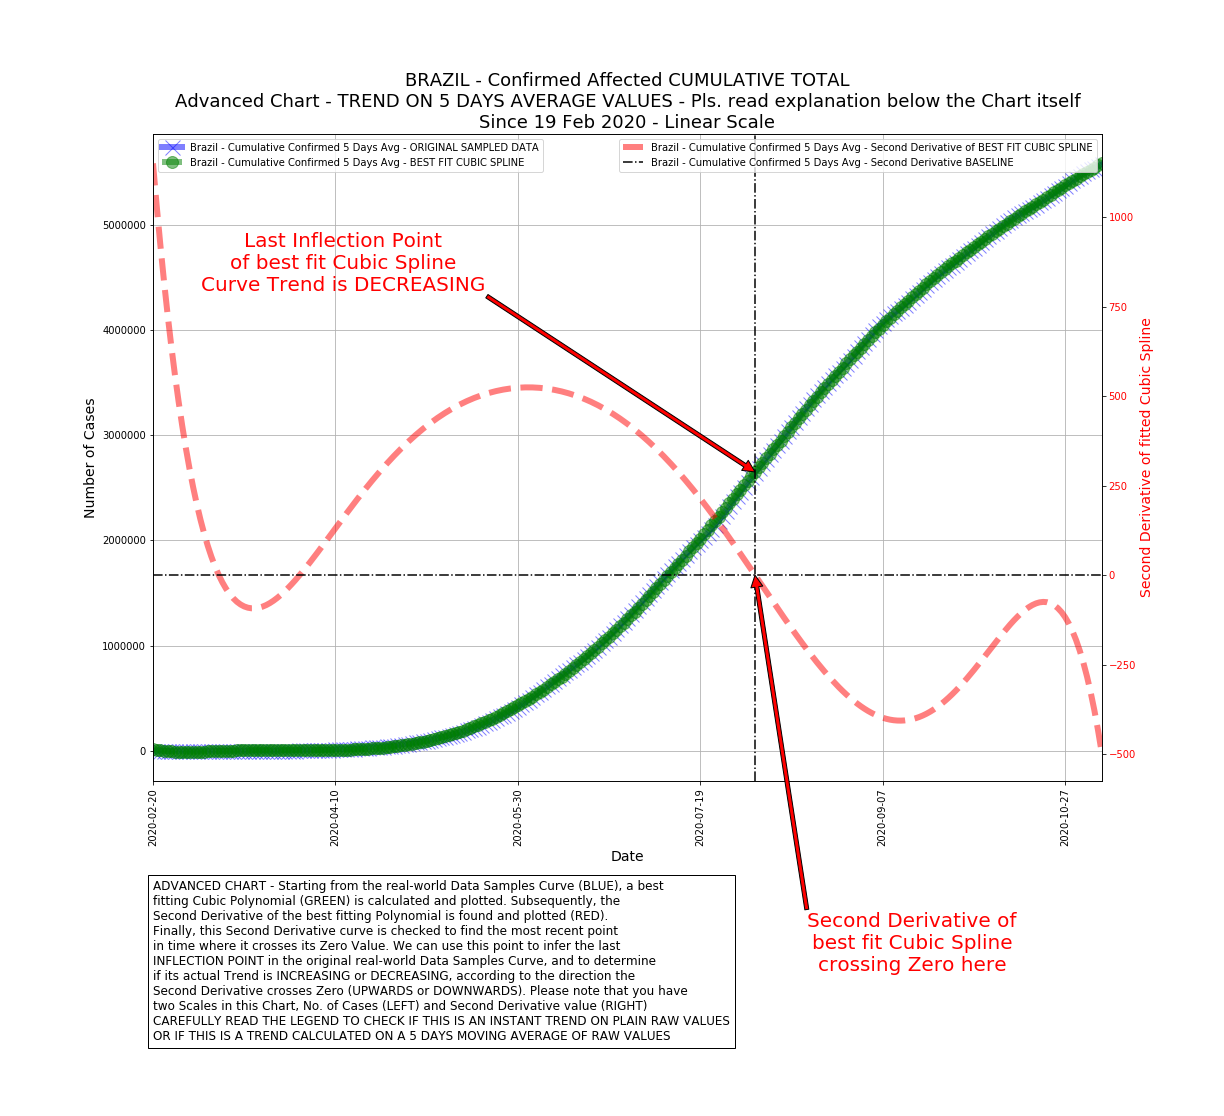 BRAZIL - Confirmed Affected CUMULATIVE TOTAL
Advanced Chart - TREND ON 5 DAYS AVERAGE VALUES - Pls. read explanation below the Chart itself
Since 19 Feb 2020 - Linear Scale
Brazil - Cumulative Confirmed 5 Days Avg - ORIGINAL SAMPLED DATA
Brazil - Cumulative Confirmed 5 Days Avg - BEST FIT CUBIC SPLINE
Brazil - Cumulative Confirmed 5 Days Avg - Second Derivative of BEST FIT CUBIC SPLINE
Brazil - Cumulative Confirmed 5 Days Avg - Second Derivative BASELINE
Last Inflection Point
of best fit Cubic Spline
Curve Trend is DECREASING
Number of Cases
5000000
4000000
3000000
2000000
1000000
0
1000
750
500
250
0
−250
−500
Second Derivative of fitted Cubic Spline
2020-02-20
2020-04-10
2020-05-30
2020-07-19
2020-09-07
2020-10-27
Date
Second Derivative of
best fit Cubic Spline
crossing Zero here
ADVANCED CHART - Starting from the real-world Data Samples Curve (BLUE), a best
fitting Cubic Polynomial (GREEN) is calculated and plotted. Subsequently, the
Second Derivative of the best fitting Polynomial is found and plotted (RED).
Finally, this Second Derivative curve is checked to find the most recent point
in time where it crosses its Zero Value. We can use this point to infer the last
INFLECTION POINT in the original real-world Data Samples Curve, and to determine
if its actual Trend is INCREASING or DECREASING, according to the direction the
Second Derivative crosses Zero (UPWARDS or DOWNWARDS). Please note that you have
two Scales in this Chart, No. of Cases (LEFT) and Second Derivative value (RIGHT)
CAREFULLY READ THE LEGEND TO CHECK IF THIS IS AN INSTANT TREND ON PLAIN RAW VALUES
OR IF THIS IS A TREND CALCULATED ON A 5 DAYS MOVING AVERAGE OF RAW VALUES